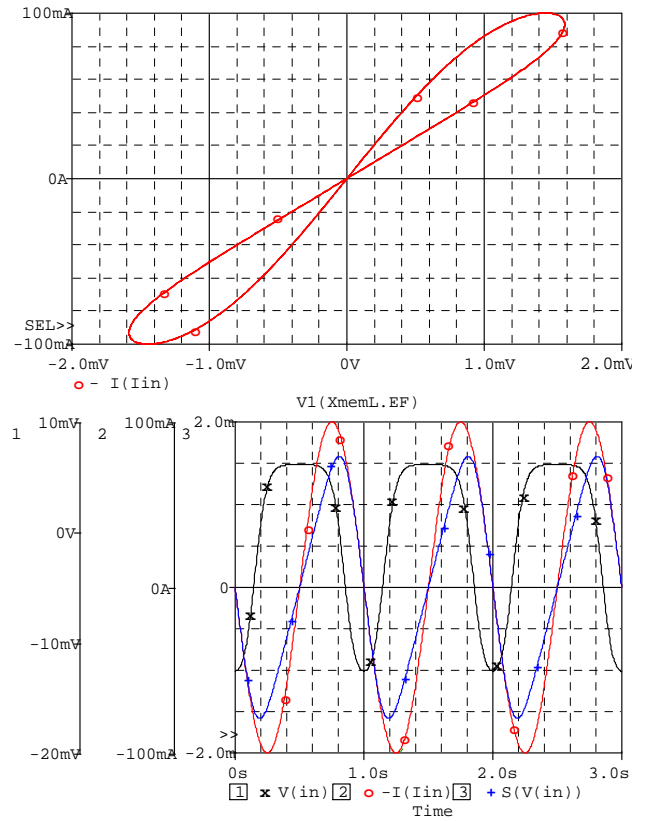 100mA
0A
SEL>>
-100mA
-2.0mV -1.0mV 0V 1.0mV 2.0mV
- I(Iin)
V1(XmemL.EF)
1 10mV 2 100mA 3 2.0m
0V
0A 0
-10mV
>>
-20mV -100mA -2.0m
0s 1.0s 2.0s 3.0s
1 V(in) 2 -I(Iin) 3 S(V(in))
Time